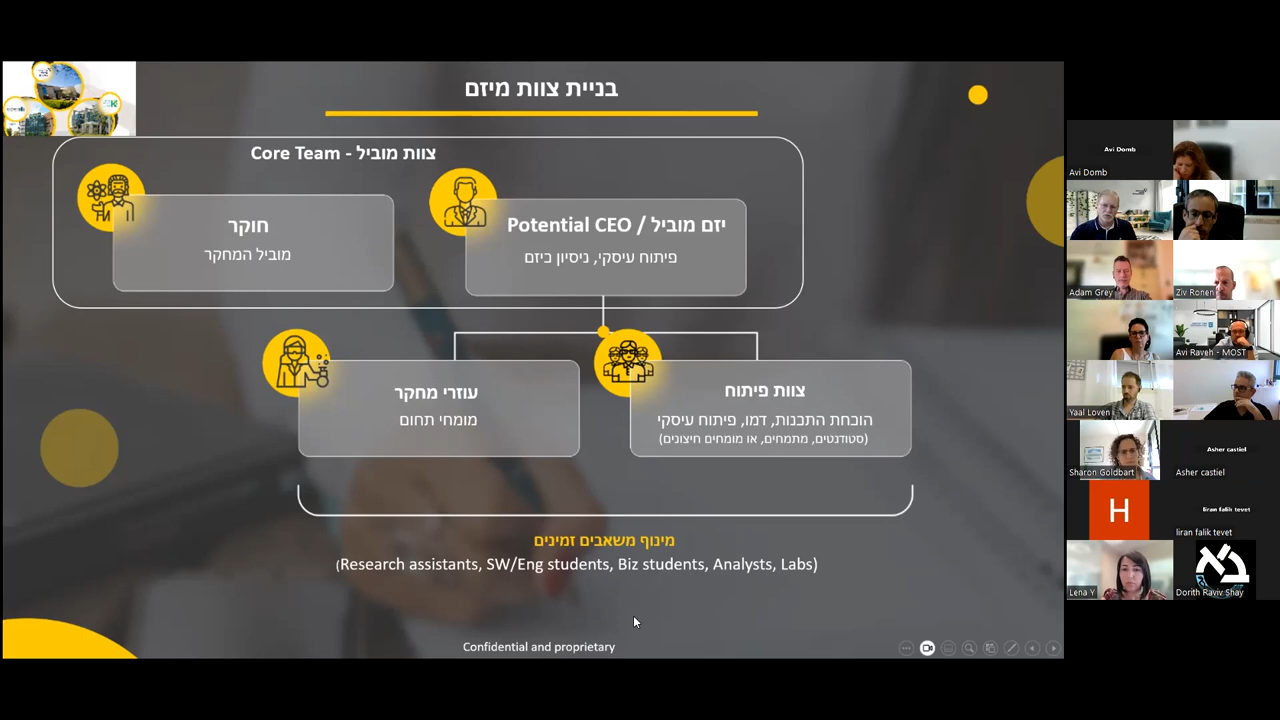 בניית צוות מיזם
צוות מוביל - Core Team
חוקר
מוביל המחקר
יזם מוביל / Potential CEO
פיתוח עיסקי, ניסיון כיזם
עוזרי מחקר
מומחי תחום
צוות פיתוח
הוכחת התכנות, דמו, פיתוח עיסקי
(סטודנטים, מתמחים, או מומחים חיצונים)
מינוף משאבים זמינים
(Research assistants, SW/Eng students, Biz students, Analysts, Labs)
Confidential and proprietary
Avi Domb
Avi Domb
Adam Grey
Ziv Ronen
Avi Raveh - MOST
Yaal Loven
Sharon Goldbart
Asher castiel
Asher castiel
H
liran falik tevet
liran falik tevet
Lena Y
Dorith Raviv Shay